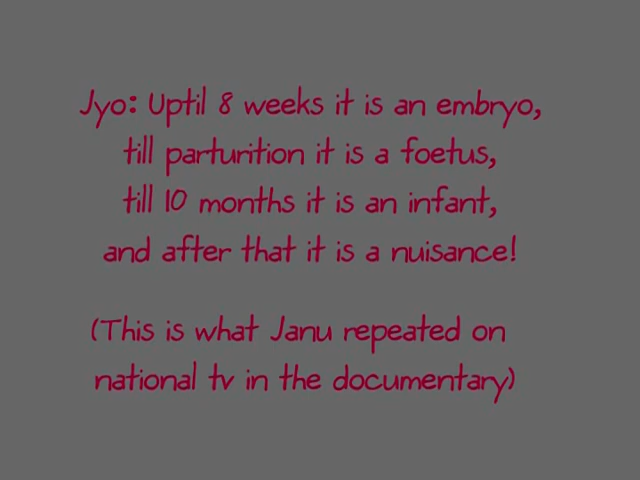 Jyo: Uptil 8 weeks it is an embryo,
till parturition it is a foetus,
till 10 months it is an infant,
and after that it is a nuisance!
(This is what Janu repeated on
national tv in the documentary)